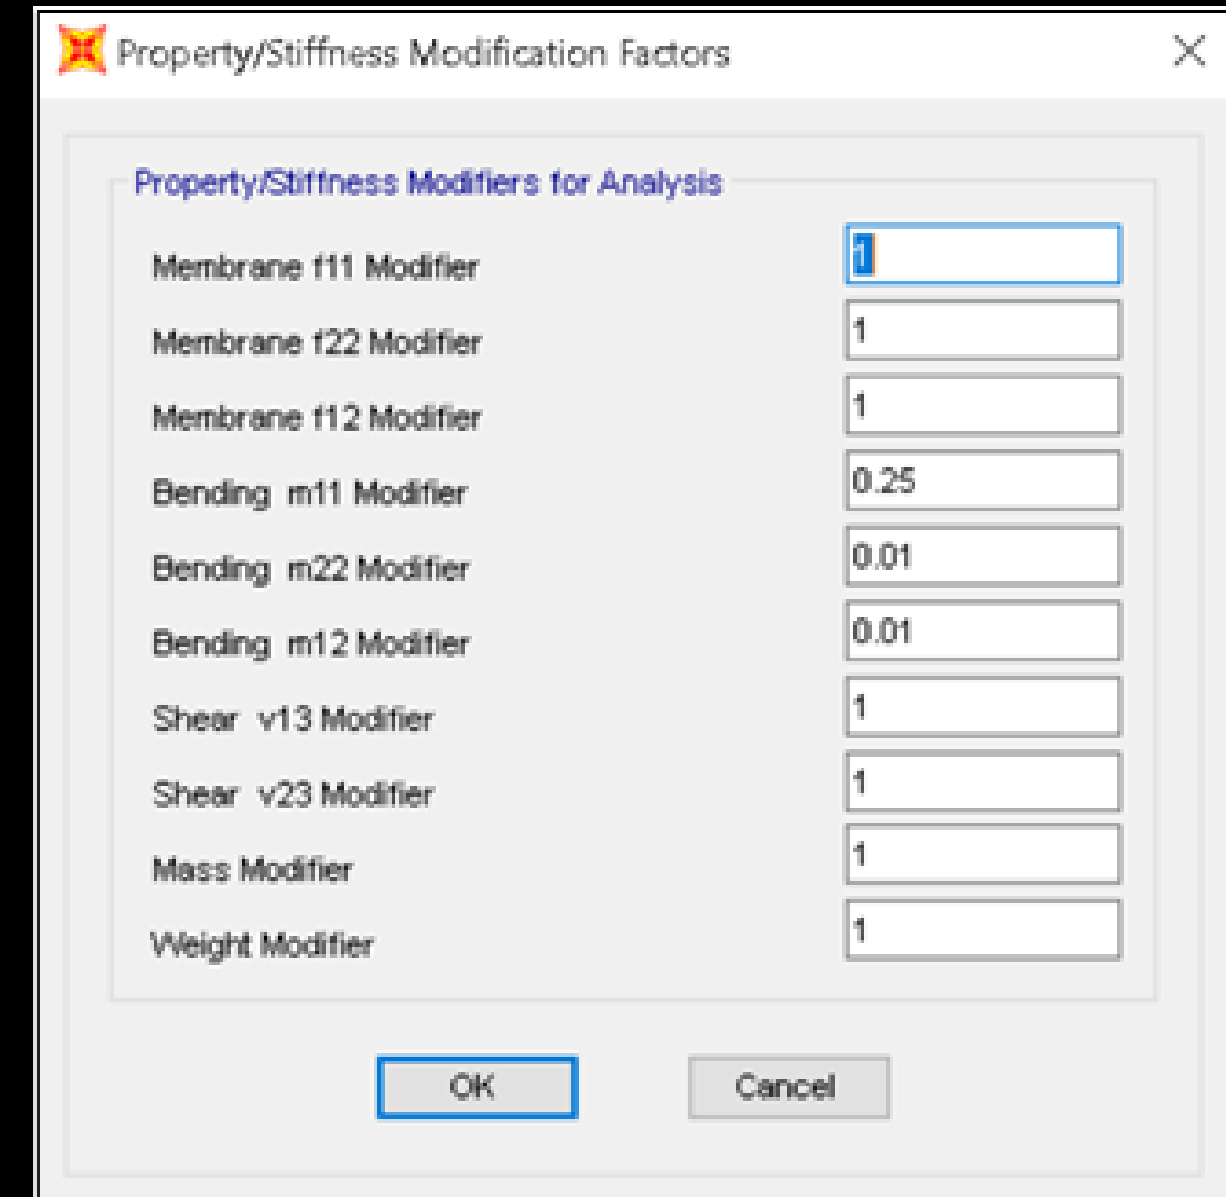 Property/Stiffness Modification Factors
Property/Stiffness Modifiers for Analysis
Membrane f11 Modifier 1
Membrane f22 Modifier 1
Membrane f12 Modifier 1
Bending m11 Modifier 0.25
Bending m22 Modifier 0.01
Bending m12 Modifier 0.01
Shear v13 Modifier 1
Shear v23 Modifier 1
Mass Modifier 1
Weight Modifier 1
OK Cancel